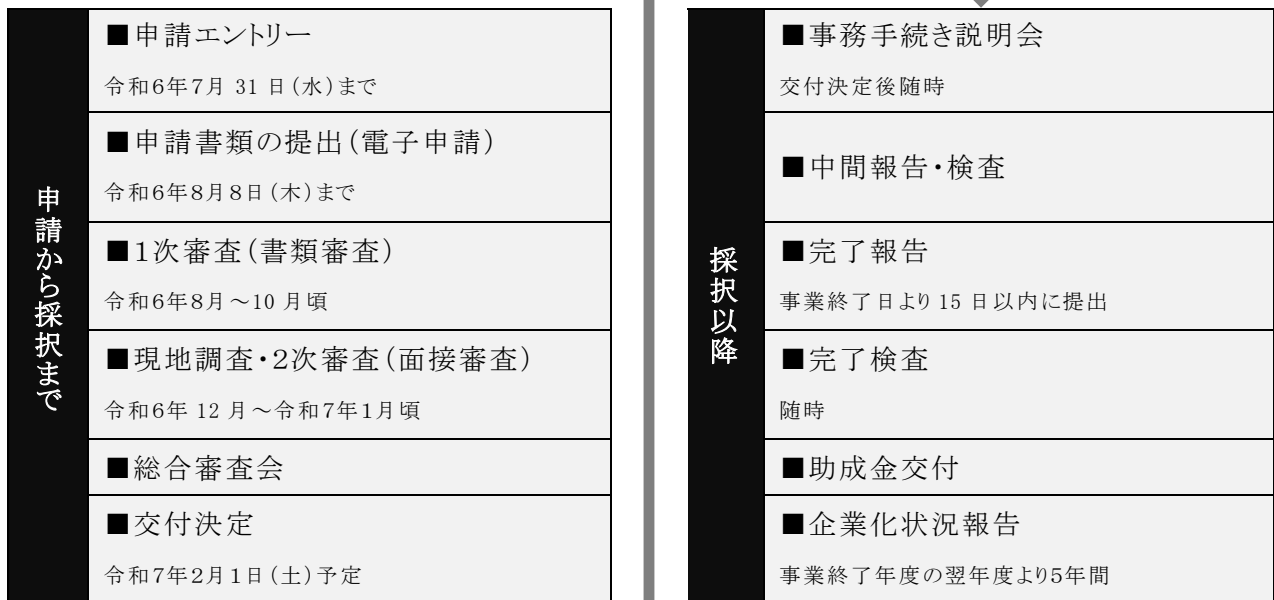 申請から採択まで
■申請エントリー
令和6年7月 31 日(水)まで
■申請書類の提出(電子申請)
令和6年8月8日(木)まで
■1次審査(書類審査)
令和6年8月~10 月頃
■現地調査・2次審査(面接審査)
令和6年 12 月~令和7年1月頃
■総合審査会
■交付決定
令和7年2月1日(土)予定
採択以降
■事務手続き説明会
交付決定後随時
■中間報告・検査
■完了報告
事業終了日より 15 日以内に提出
■完了検査
随時
■助成金交付
■企業化状況報告
事業終了年度の翌年度より5年間